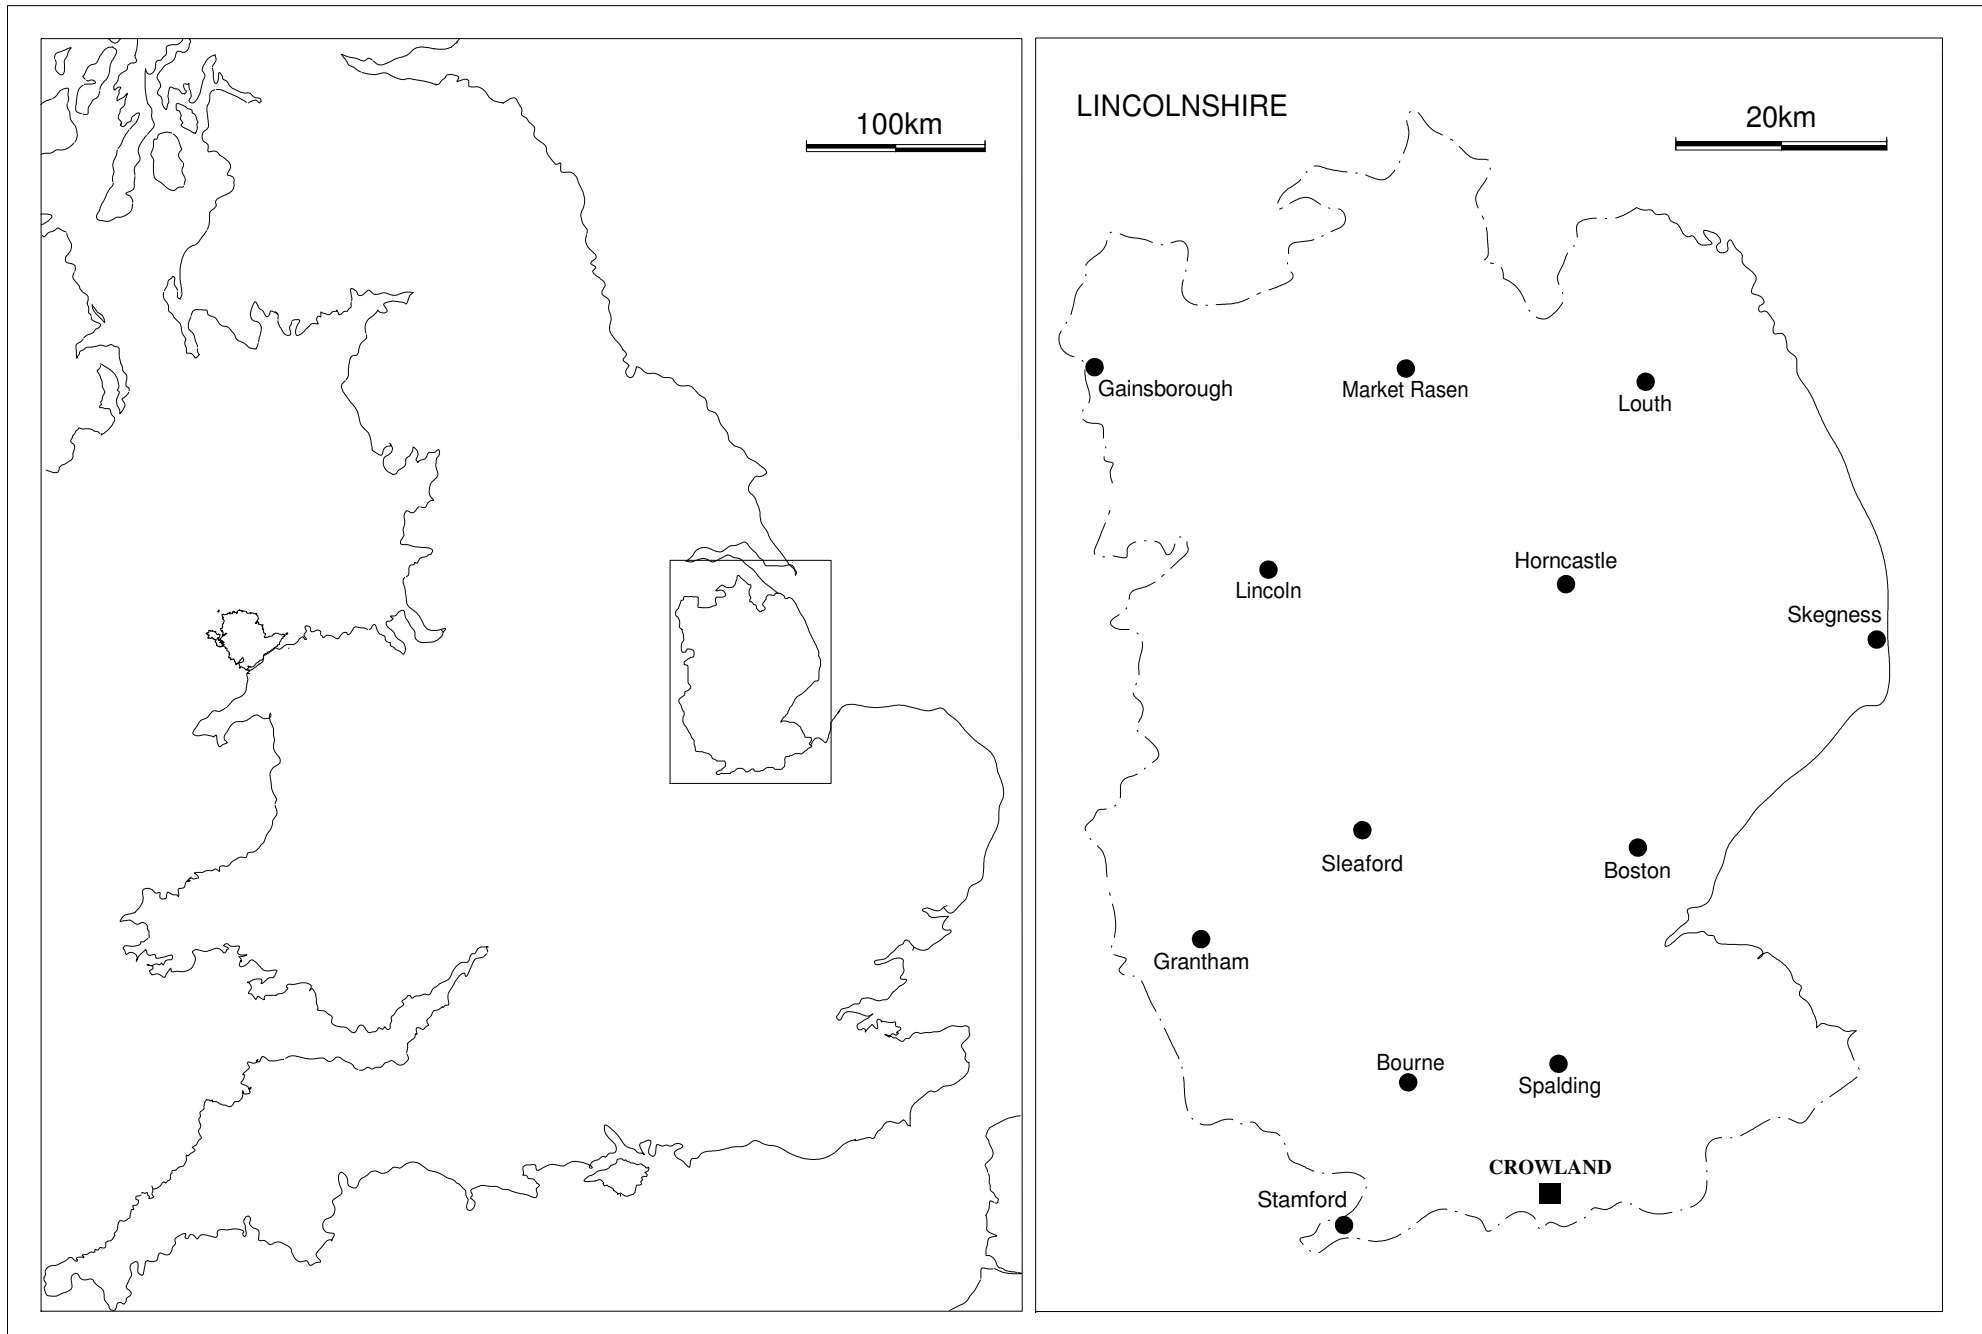 100km
LINCOLNSHIRE
20km
Gainsborough
Market Rasen
Louth
Horncastle
Lincoln
Skegness
Sleaford
Boston
Grantham
Bourne
Spalding
CROWLAND
Stamford